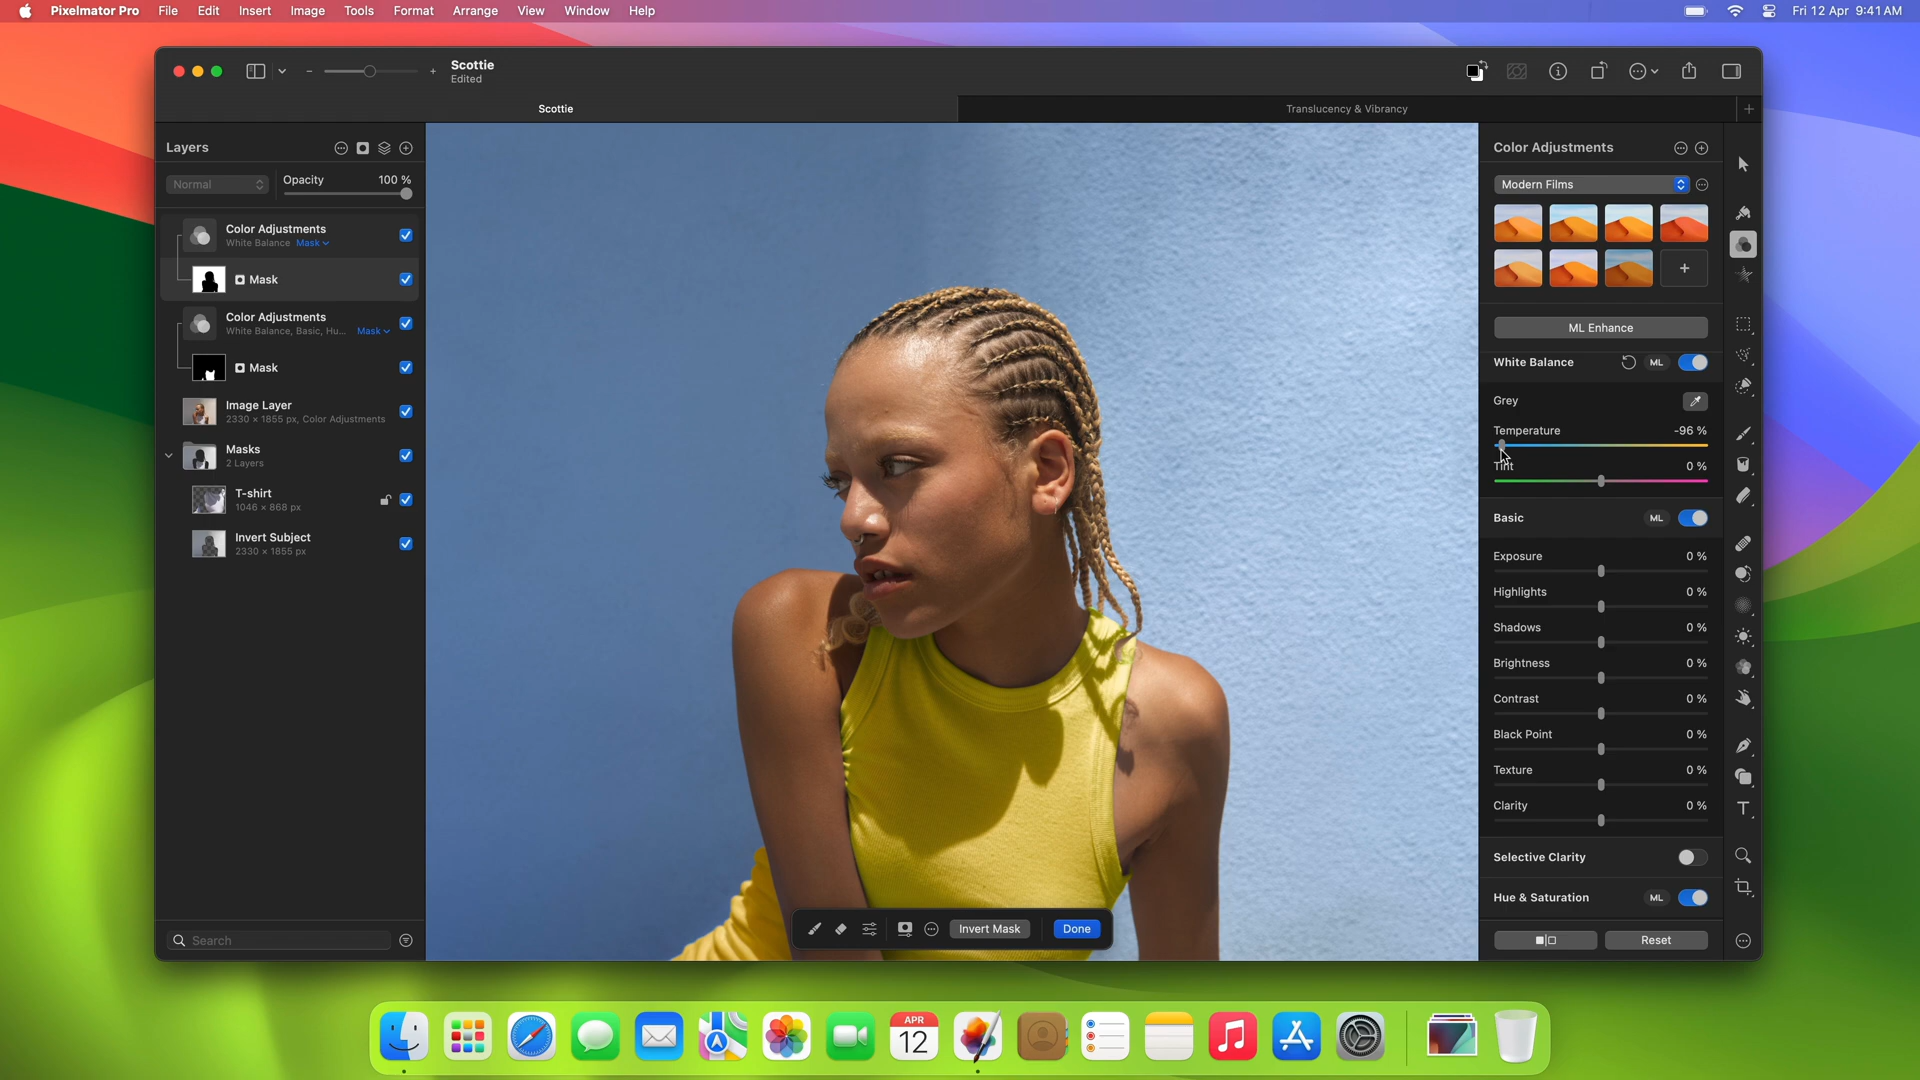 Pixelmator Pro File Edit Insert Image Tools Format Arrange View Window Help
Fri 12 Apr 9:41 AM
Scottie
Edited
Scottie
Translucency & Vibrancy
Layers
Normal
Opacity 100 %
Color Adjustments
White Balance Mask
Mask
Color Adjustments
White Balance, Basic, Hu... Mask
Mask
Image Layer
2330 × 1855 px, Color Adjustments
Masks
2 Layers
T-shirt
1046 × 868 px
Invert Subject
2330 × 1855 px
Search
Invert Mask
Done
Color Adjustments
Modern Films
ML Enhance
White Balance ML
Grey
Temperature -96 %
Tint 0 %
Basic ML
Exposure 0 %
Highlights 0 %
Shadows 0 %
Brightness 0 %
Contrast 0 %
Black Point 0 %
Texture 0 %
Clarity 0 %
Selective Clarity
Hue & Saturation ML
Reset
APR
12